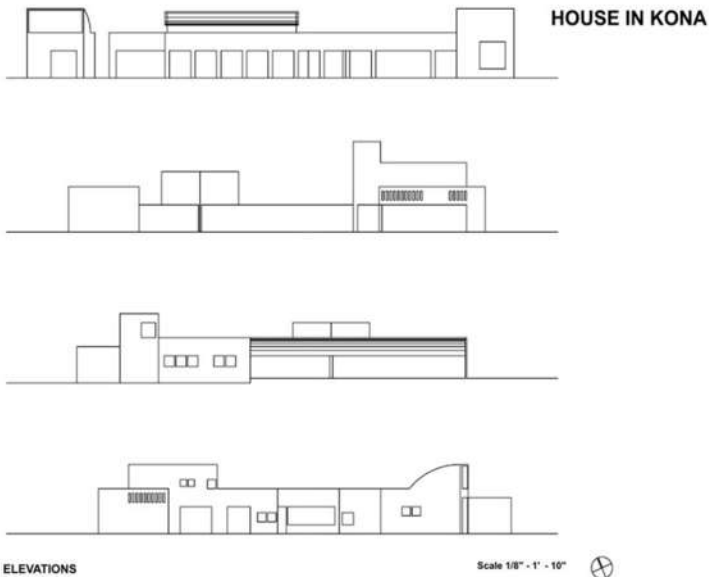 HOUSE IN KONA
ELEVATIONS
Scale 1/8" - 1' - 10"